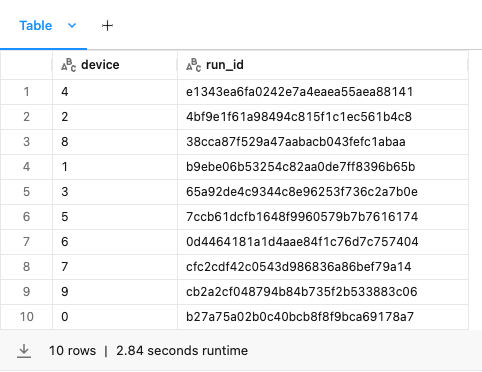 Table +
ABC device ABC run_id
1 4 e1343ea6fa0242e7a4eaea55aea88141
2 2 4bf9e1f61a98494c815f1c1ec561b4c8
3 8 38cca87f529a47aabacb043fefc1abaa
4 1 b9ebe06b53254c82aa0de7ff8396b65b
5 3 65a92de4c9344c8e96253f736c2a7b0e
6 5 7ccb61dcfb1648f9960579b7b7616174
7 6 0d4464181a1d4aae84f1c76d7c757404
8 7 cfc2cdf42c0543d986836a86bef79a14
9 9 cb2a2cf048794b84b735f2b533883c06
10 0 b27a75a02b0c40bcb8f8f9bca69178a7
10 rows | 2.84 seconds runtime